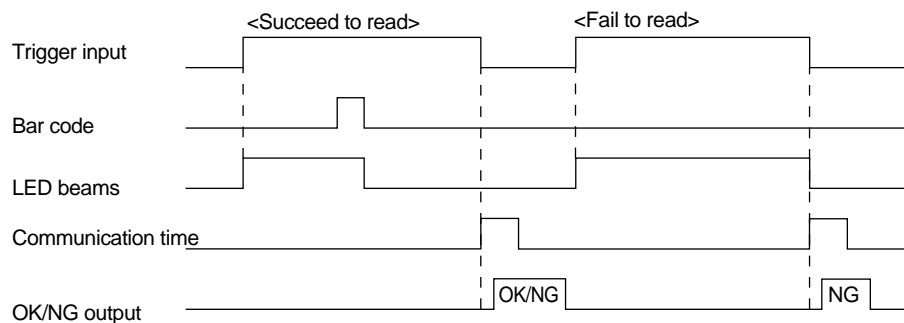 <Succeed to read>
<Fail to read>
Trigger input
Bar code
LED beams
Communication time
OK/NG
NG
OK/NG output